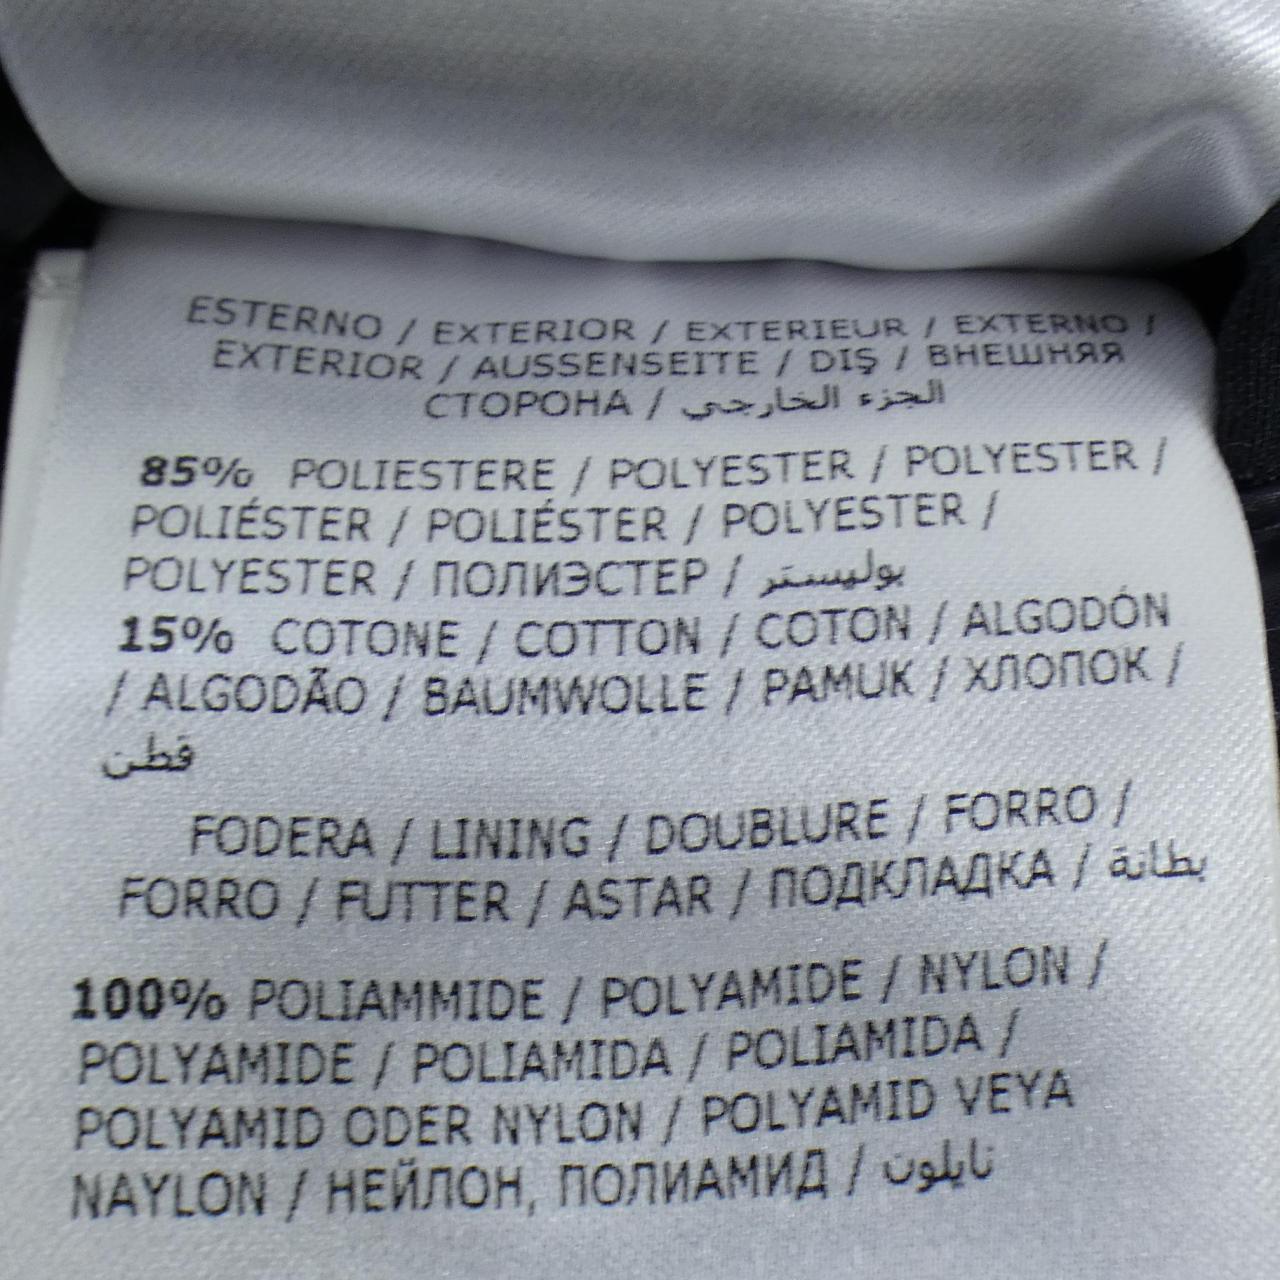 ESTERNO / EXTERIOR / EXTERIEUR / EXTERNO /
EXTERIOR / AUSSENSEITE / DIŞ / ВНЕШНЯЯ
СТОРОНА / الجزء الخارجي
85% POLIESTERE / POLYESTER / POLYESTER /
POLIÉSTER / POLIÉSTER / POLYESTER /
POLYESTER / ПОЛИЭСТЕР / بوليستر
15% COTONE / COTTON / COTON / ALGODÓN
/ ALGODÃO / BAUMWOLLE / PAMUK / ХЛОПОК /
قطن
FODERA / LINING / DOUBLURE / FORRO /
FORRO / FUTTER / ASTAR / ПОДКЛАДКА / بطانة
100% POLIAMMIDE / POLYAMIDE / NYLON /
POLYAMIDE / POLIAMIDA / POLIAMIDA /
POLYAMID ODER NYLON / POLYAMID VEYA
NAYLON / НЕЙЛОН, ПОЛИАМИД / نايلون